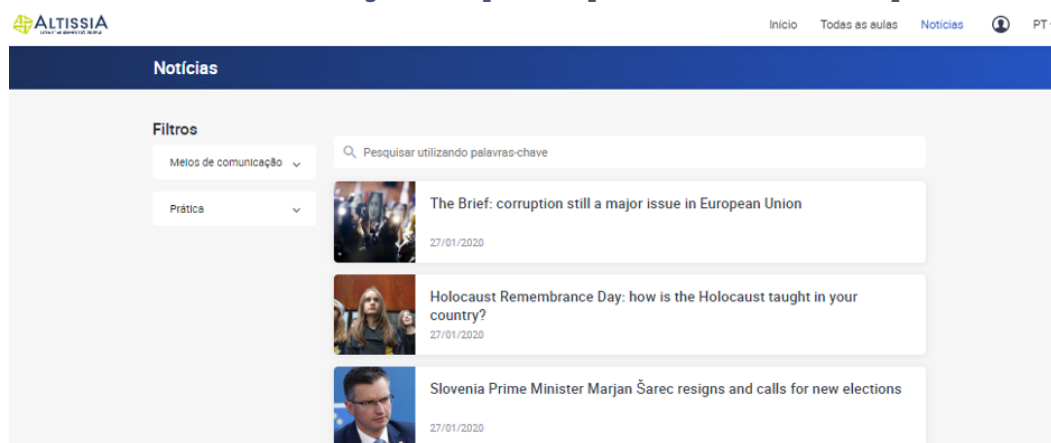 ALTISSIA
Início Todas as aulas Notícias PT
Notícias
Filtros
Meios de comunicação
Pesquisar utilizando palavras-chave
Prática
The Brief: corruption still a major issue in European Union
27/01/2020
Holocaust Remembrance Day: how is the Holocaust taught in your
country?
27/01/2020
Slovenia Prime Minister Marjan Šarec resigns and calls for new elections
27/01/2020